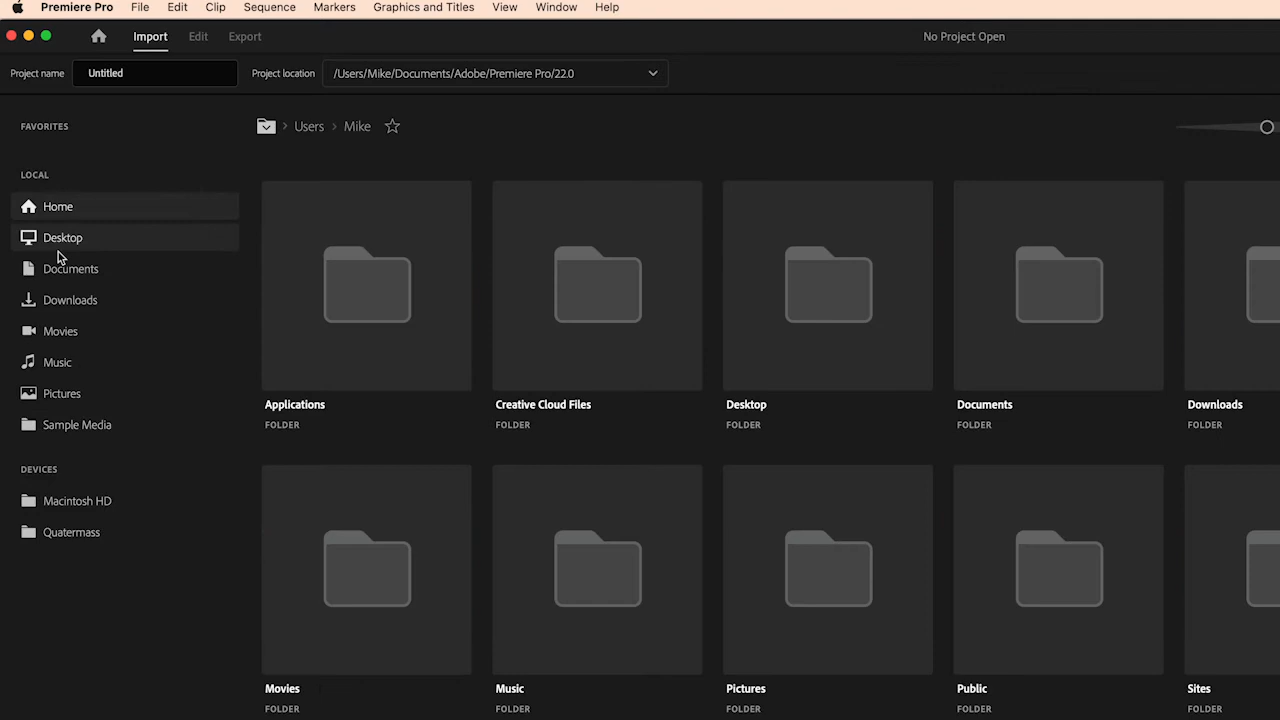 Premiere Pro File Edit Clip Sequence Markers Graphics and Titles View Window Help
Import Edit Export No Project Open
Project name Untitled Project location /Users/Mike/Documents/Adobe/Premiere Pro/22.0
FAVORITES
Users Mike
LOCAL
Home
Desktop
Documents
Downloads
Movies
Music
Pictures
Sample Media
DEVICES
Macintosh HD
Quatermass
Applications Creative Cloud Files Desktop Documents Downloads
FOLDER FOLDER FOLDER FOLDER FOLDER
Movies Music Pictures Public Sites
FOLDER FOLDER FOLDER FOLDER FOLDER